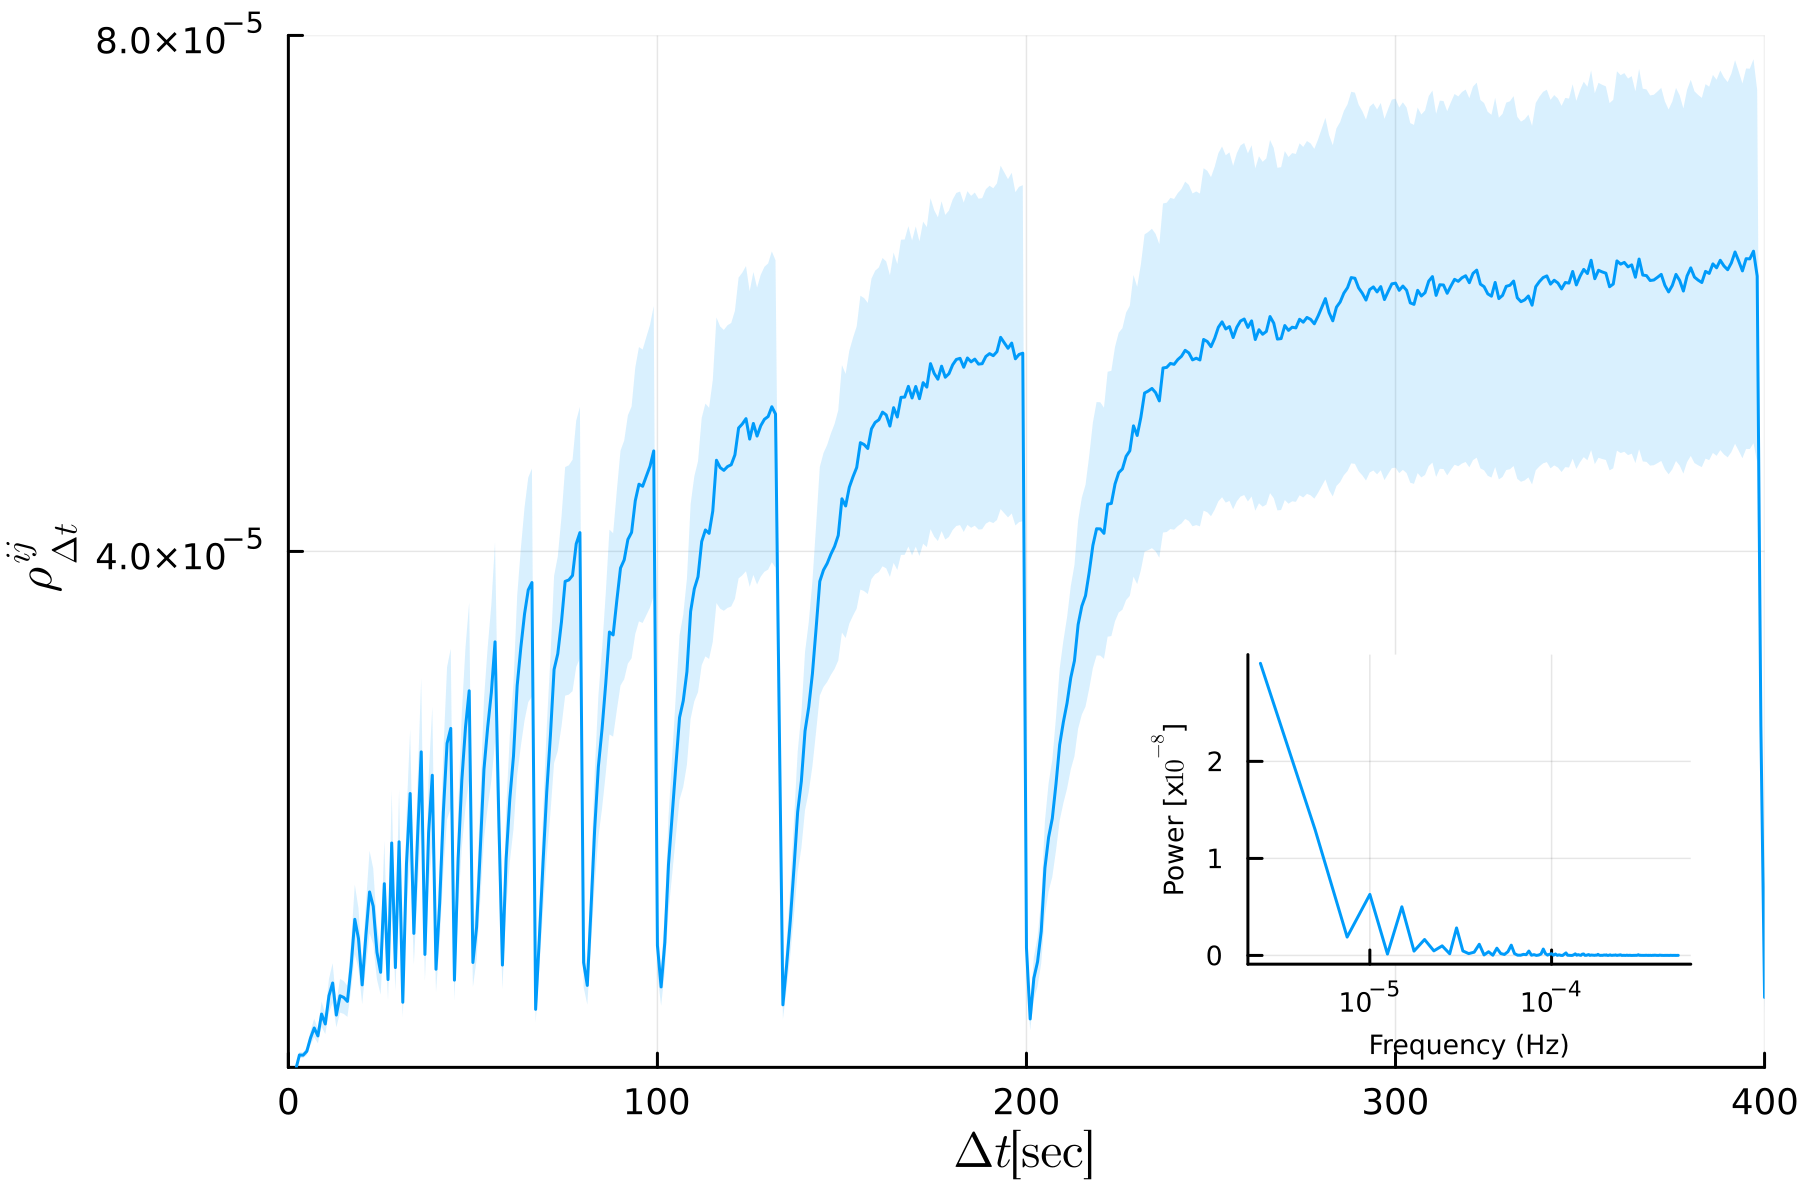 8.0×10⁻⁵
4.0×10⁻⁵
ρ^{ij}_{Δt}
0 100 200 300 400
Δt[sec]
Power [x10⁻⁸]
2
1
0
10⁻⁵ 10⁻⁴
Frequency (Hz)